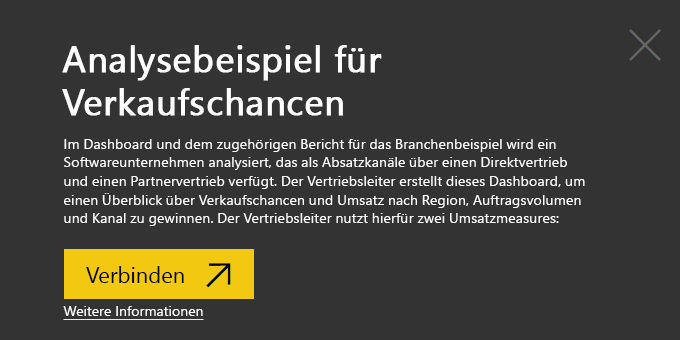 Analysebeispiel für
Verkaufschancen
Im Dashboard und dem zugehörigen Bericht für das Branchenbeispiel wird ein
Softwareunternehmen analysiert, das als Absatzkanäle über einen Direktvertrieb
und einen Partnervertrieb verfügt. Der Vertriebsleiter erstellt dieses Dashboard, um
einen Überblick über Verkaufschancen und Umsatz nach Region, Auftragsvolumen
und Kanal zu gewinnen. Der Vertriebsleiter nutzt hierfür zwei Umsatzmeasures:
Verbinden
Weitere Informationen